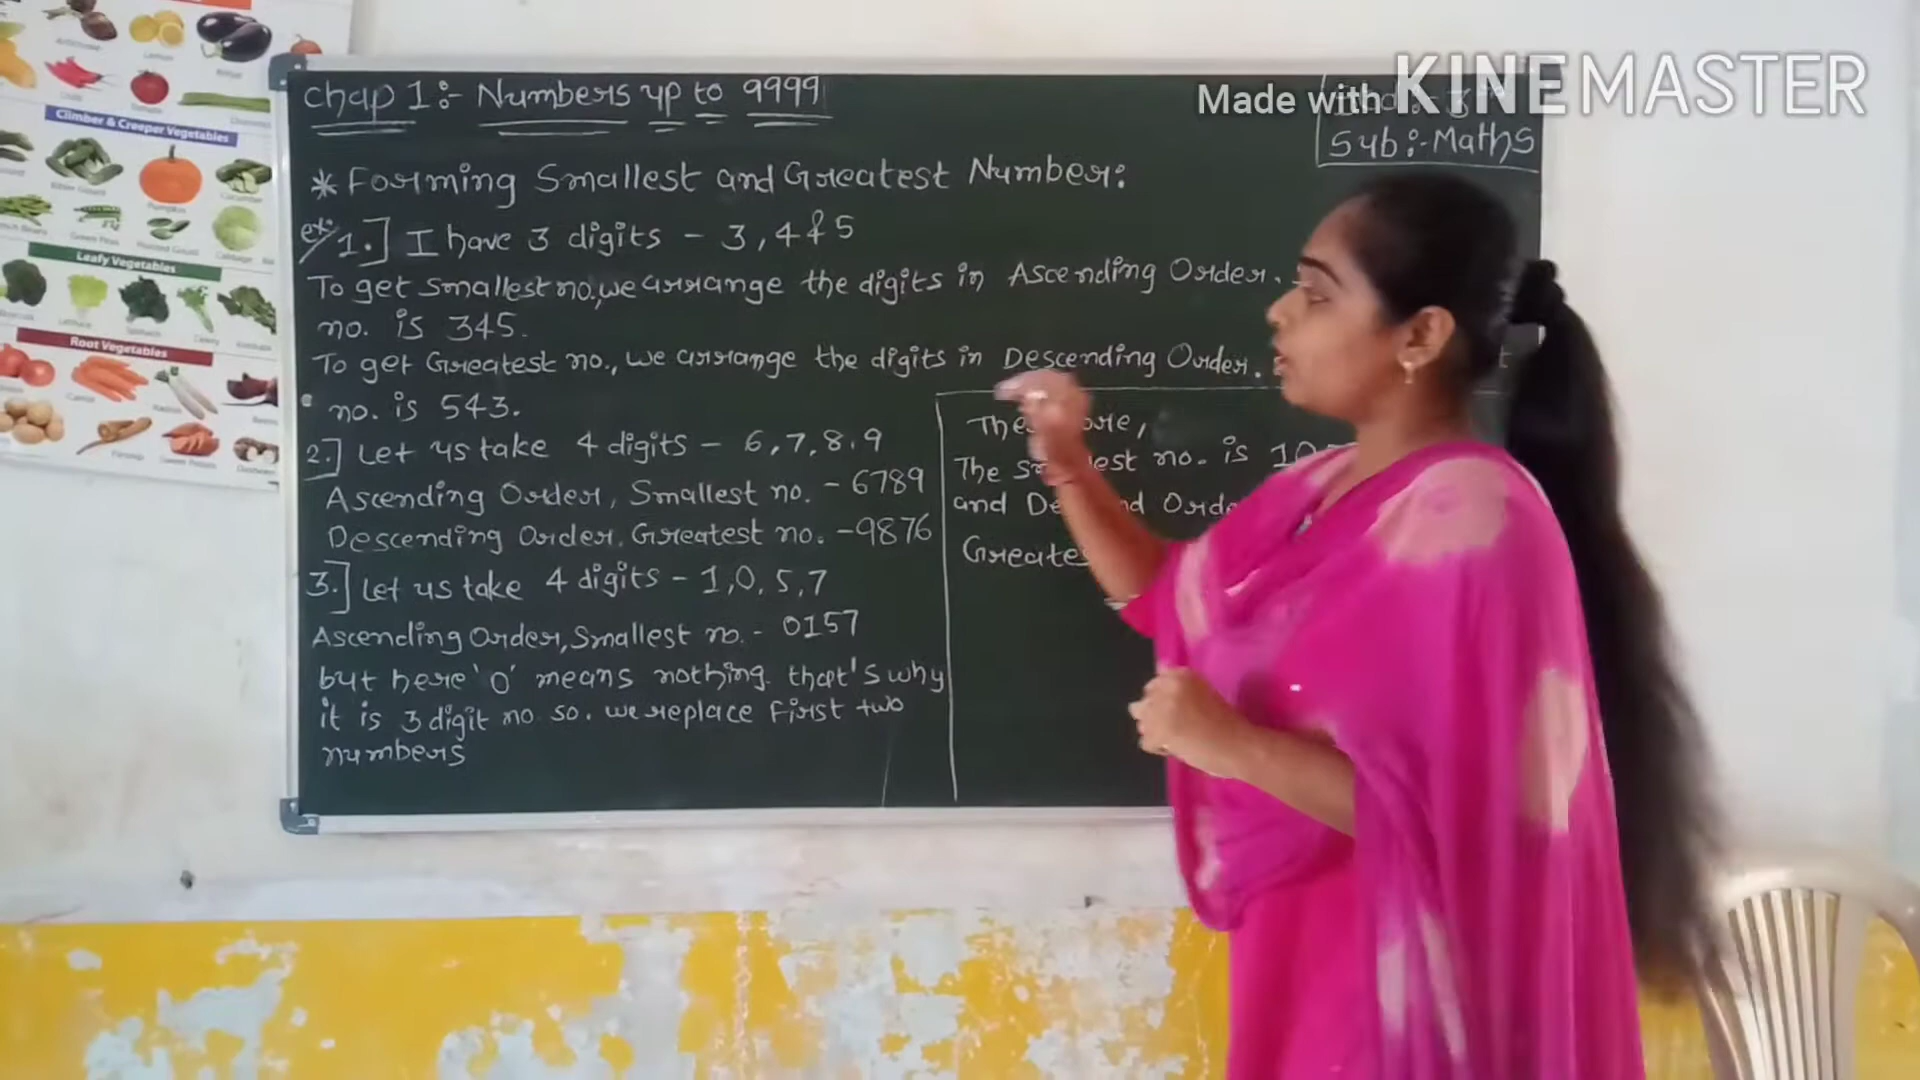 Chap 1:- Numbers up to 9999
Made with KINEMASTER
Sub:- Maths
* Forming Smallest and Greatest Number:
ex:
1.] I have 3 digits - 3, 4 & 5
To get smallest no., we arrange the digits in Ascending Order.
no. is 345.
To get Greatest no., we arrange the digits in Descending Order.
no. is 543.
2.] Let us take 4 digits - 6, 7, 8, 9
Ascending Order, Smallest no. - 6789
Descending Order, Greatest no. - 9876
3.] Let us take 4 digits - 1, 0, 5, 7
Ascending Order, Smallest no. - 0157
but here 'o' means nothing that's why
it is 3 digit no so. we replace first two
numbers
The
The no. is
and
Climber & Creeper Vegetables
Pumpkin
Leafy Vegetables
Root Vegetables